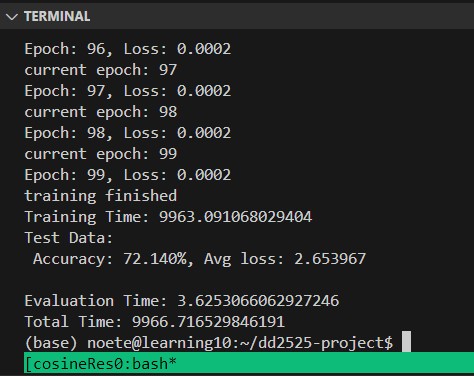 TERMINAL
Epoch: 96, Loss: 0.0002
current epoch: 97
Epoch: 97, Loss: 0.0002
current epoch: 98
Epoch: 98, Loss: 0.0002
current epoch: 99
Epoch: 99, Loss: 0.0002
training finished
Training Time: 9963.091068029404
Test Data:
Accuracy: 72.140%, Avg loss: 2.653967
Evaluation Time: 3.6253066062927246
Total Time: 9966.716529846191
(base) noete@learning10:~/dd2525-project$
[cosineRes0:bash*